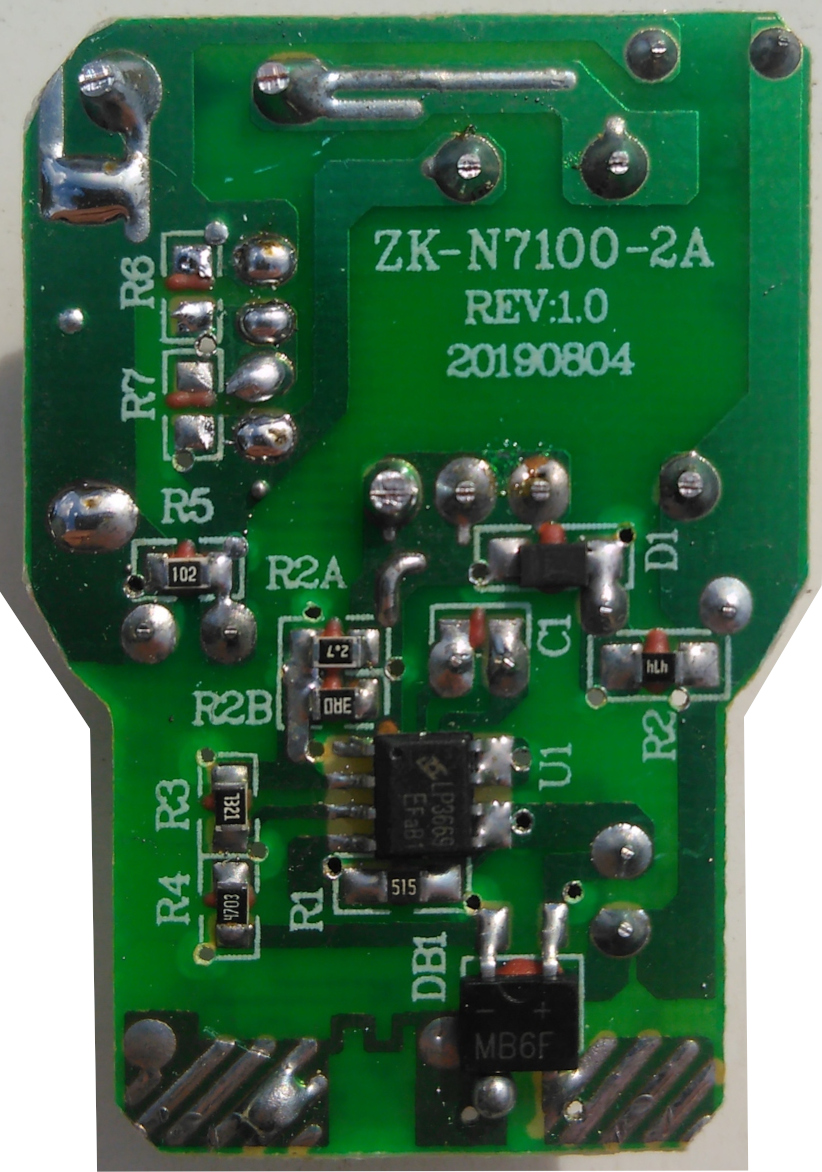 ZK-N7100-2A
REV:1.0
20190804
R6
R7
R5
102
R2A
D1
C1
2.7
R2B
3R0
R2
474
U1
LP3669
EFaB1
R3
1321
R4
4703
R1
515
DB1
- +
MB6F